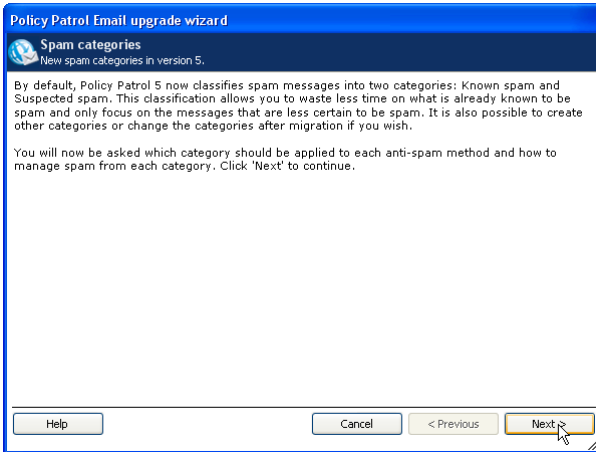 Policy Patrol Email upgrade wizard
Spam categories
New spam categories in version 5.
By default, Policy Patrol 5 now classifies spam messages into two categories: Known spam and
Suspected spam. This classification allows you to waste less time on what is already known to be
spam and only focus on the messages that are less certain to be spam. It is also possible to create
other categories or change the categories after migration if you wish.
You will now be asked which category should be applied to each anti-spam method and how to
manage spam from each category. Click 'Next' to continue.
Help Cancel < Previous Next >